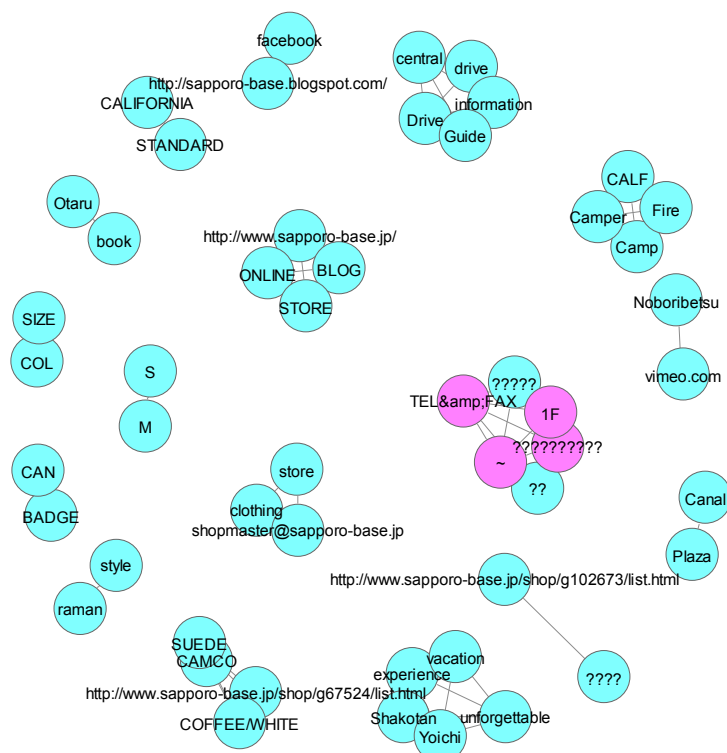 facebook
http://sapporo-base.blogspot.com/
CALIFORNIA
STANDARD
central
drive
information
Drive
Guide
Otaru
book
CALF
Camper
Fire
Camp
http://www.sapporo-base.jp/
ONLINE
BLOG
STORE
Noboribetsu
vimeo.com
SIZE
COL
S
M
?????
TEL&amp;FAX
1F
??????????
~
??
CAN
BADGE
store
clothing
shopmaster@sapporo-base.jp
Canal
Plaza
style
raman
http://www.sapporo-base.jp/shop/g102673/list.html
????
SUEDE
CAMCO
http://www.sapporo-base.jp/shop/g67524/list.html
COFFEE/WHITE
vacation
experience
Shakotan
unforgettable
Yoichi